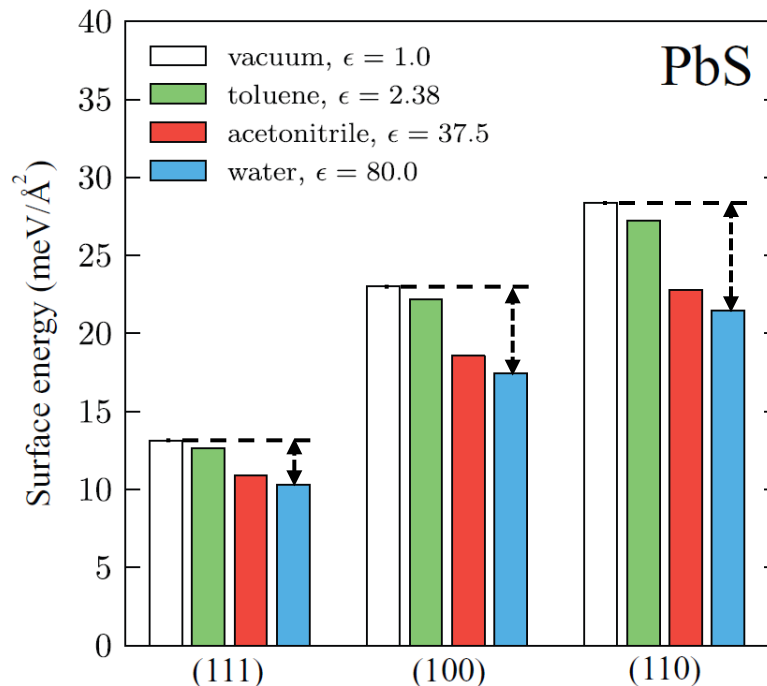 PbS
vacuum, ϵ = 1.0
toluene, ϵ = 2.38
acetonitrile, ϵ = 37.5
water, ϵ = 80.0
Surface energy (meV/Å²)
40
35
30
25
20
15
10
5
0
(111)
(100)
(110)